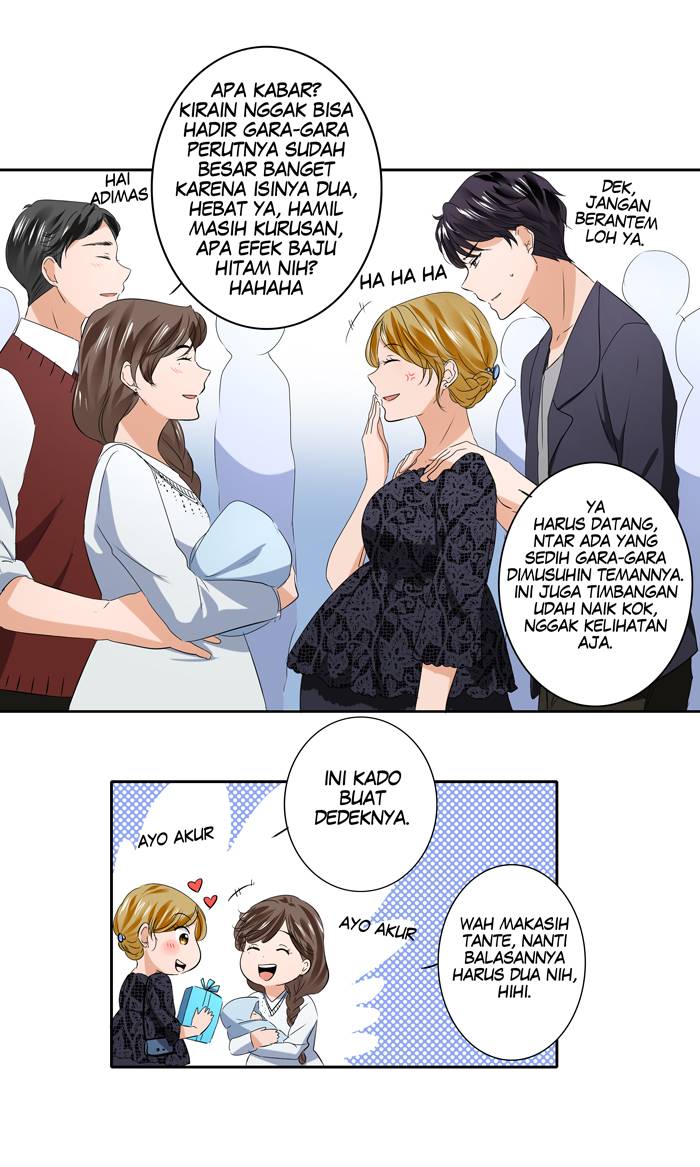 APA KABAR?
KIRAIN NGGAK BISA
HADIR GARA-GARA
PERUTNYA SUDAH
BESAR BANGET
KARENA ISINYA DUA,
HEBAT YA, HAMIL
MASIH KURUSAN,
APA EFEK BAJU
HITAM NIH?
HAHAHA
HAI
ADIMAS
DEK,
JANGAN
BERANTEM
LOH YA.
HA HA HA
YA
HARUS DATANG,
NTAR ADA YANG
SEDIH GARA-GARA
DIMUSUHIN TEMANNYA.
INI JUGA TIMBANGAN
UDAH NAIK KOK,
NGGAK KELIHATAN
AJA.
INI KADO
BUAT
DEDEKNYA.
AYO AKUR
AYO AKUR
WAH MAKASIH
TANTE, NANTI
BALASANNYA
HARUS DUA NIH,
HIHI.